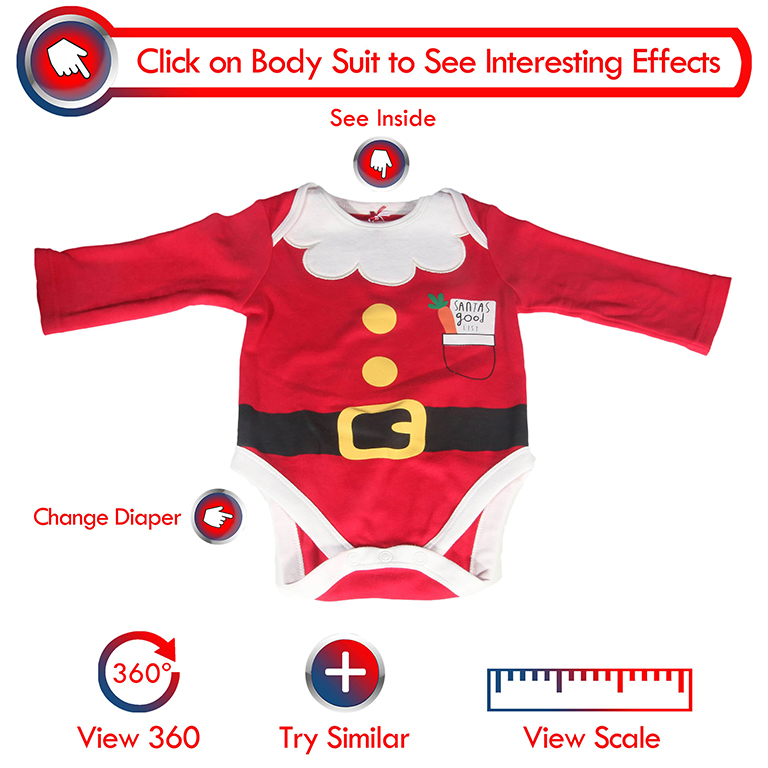 Click on Body Suit to See Interesting Effects
See Inside
SANTAS
good
LIST
Change Diaper
360°
View 360
Try Similar
View Scale